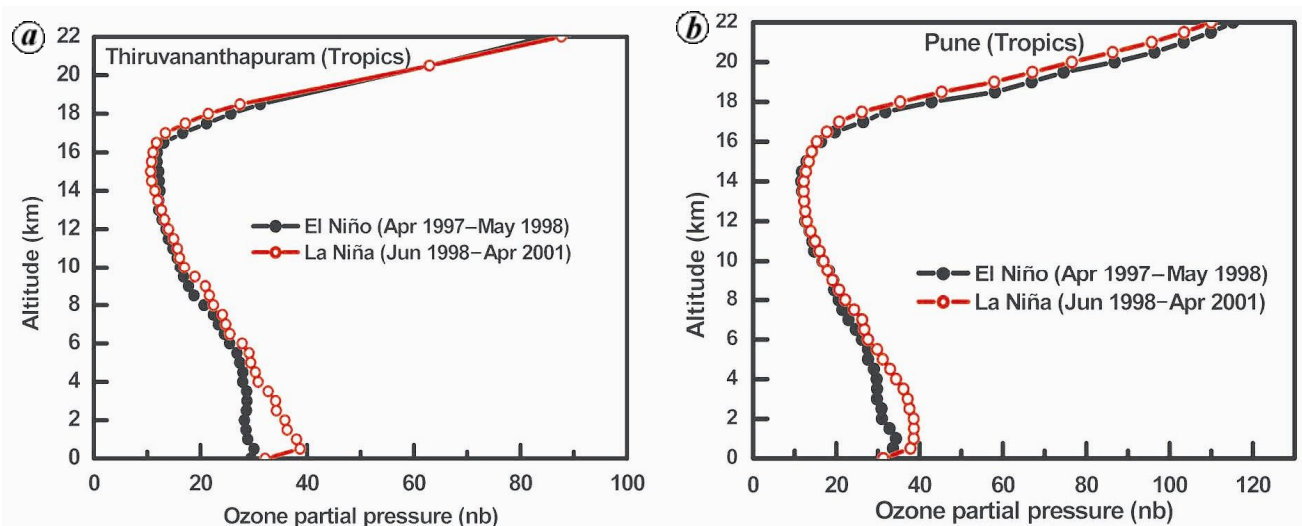 a
Thiruvananthapuram (Tropics)
22
20
18
16
14
12
10
8
6
4
2
0
Altitude (km)
El Niño (Apr 1997–May 1998)
La Niña (Jun 1998–Apr 2001)
0 20 40 60 80 100
Ozone partial pressure (nb)
b
Pune (Tropics)
22
20
18
16
14
12
10
8
6
4
2
0
Altitude (km)
El Niño (Apr 1997–May 1998)
La Niña (Jun 1998–Apr 2001)
0 20 40 60 80 100 120
Ozone partial pressure (nb)